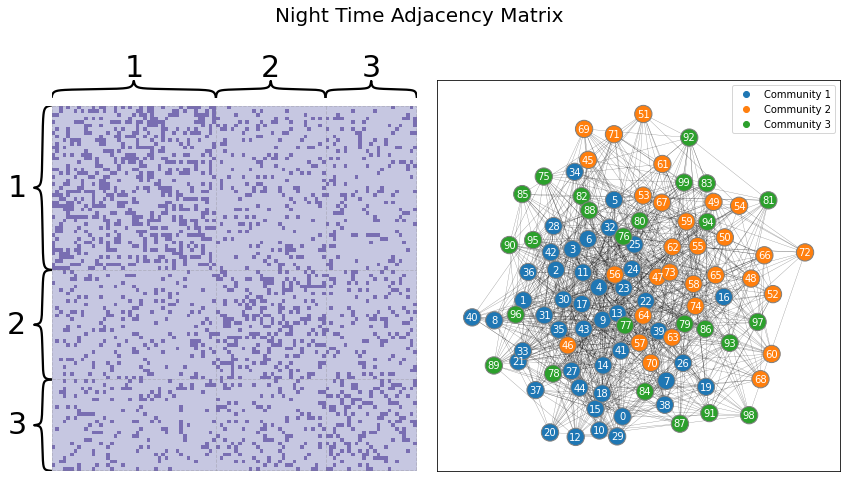 Night Time Adjacency Matrix
1 2 3
1
2
3
Community 1
Community 2
Community 3
51
69 71 92
45 61
34 75 99 83
85 82 5 53 67 49 54 81
88 80 59 94
28 32 6 76 50
90 95 25 62 55
42 3 66 72
36 2 11 56 24 47 73 65 48
4 23 58 52
1 30 17 22 74 16
40 8 96 31 9 13 64
35 43 77 39 79 86 97
46 57 63 93
33 41 60
89 21 14 70 26
78 27 7 68
37 44 18 84 19
15 38 91 98
0 87
20 12 10 29